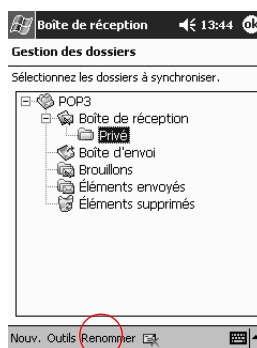 Boîte de réception 13:44 ok
Gestion des dossiers
Sélectionnez les dossiers à synchroniser.
POP3
Boîte de réception
Privé
Boîte d'envoi
Brouillons
Éléments envoyés
Éléments supprimés
Nouv. Outils Renommer